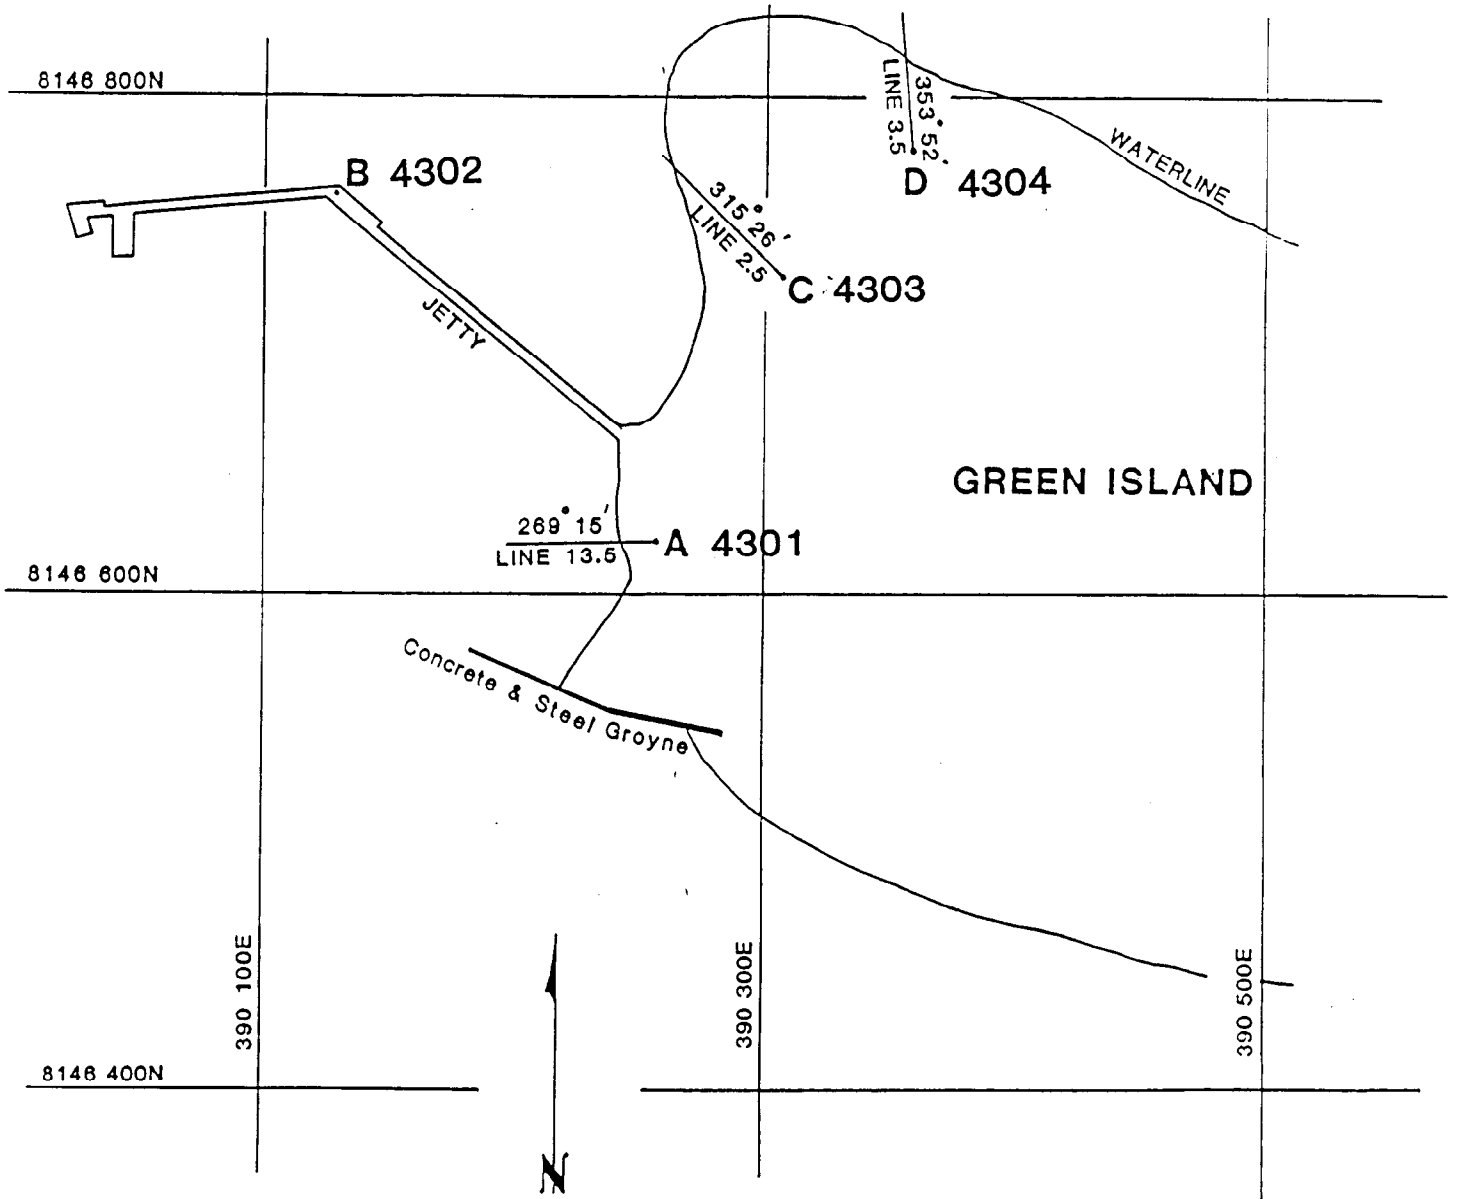 8146 800N
LINE 3.5
353° 52'
WATERLINE
B 4302
D 4304
315° 26'
LINE 2.5
C 4303
JETTY
GREEN ISLAND
269° 15'
LINE 13.5
A 4301
8146 600N
Concrete & Steel Groyne
390 100E
390 300E
390 500E
8146 400N
N